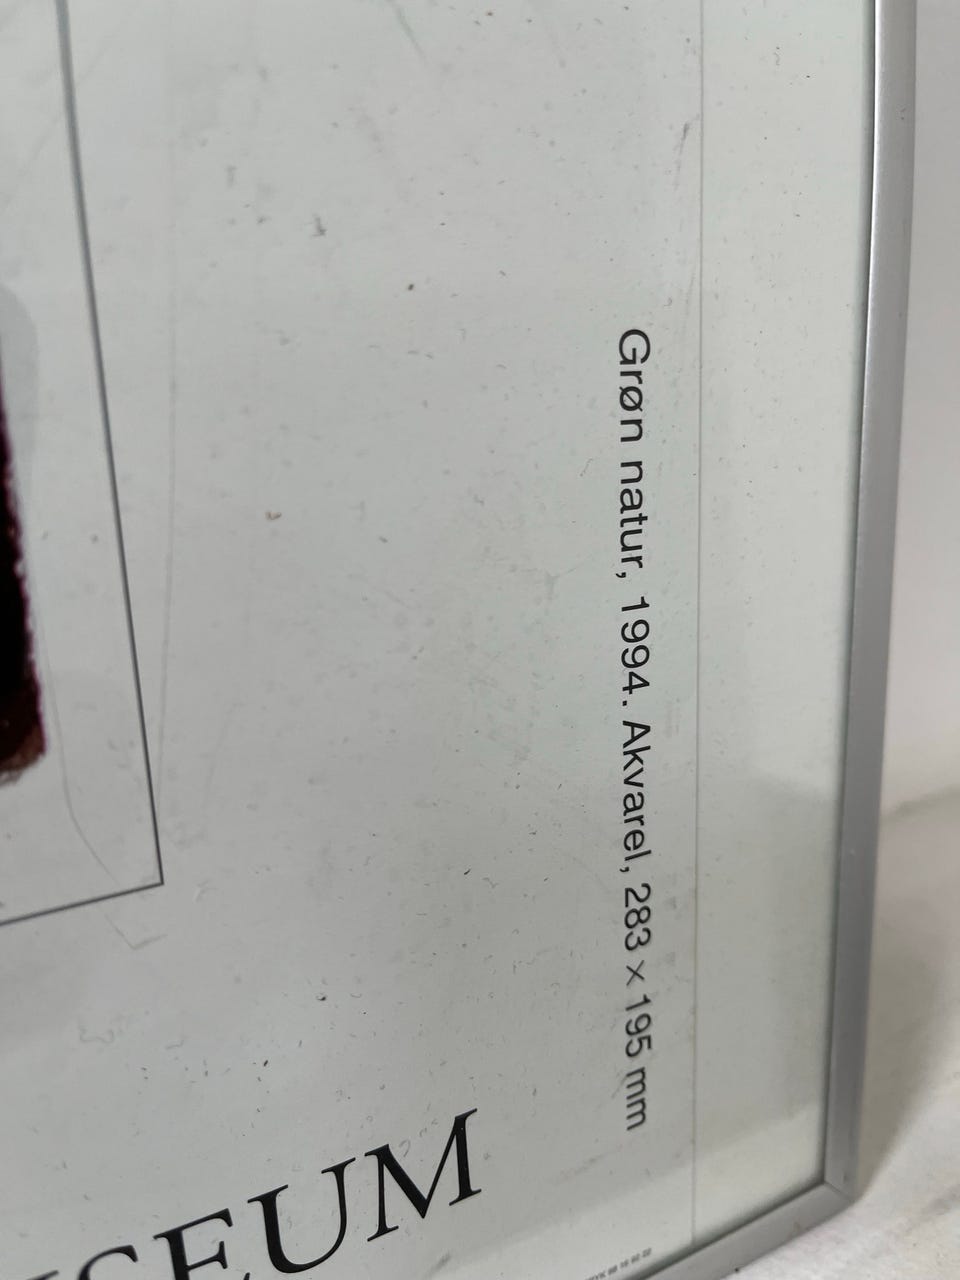 Grøn natur, 1994. Akvarel, 283 × 195 mm
SEUM